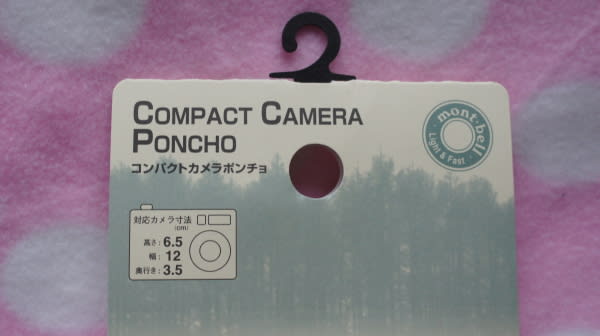 COMPACT CAMERA
PONCHO
コンパクトカメラポンチョ
mont·bell
Light & Fast
対応カメラ寸法
(cm)
高さ: 6.5
幅: 12
奥行き: 3.5